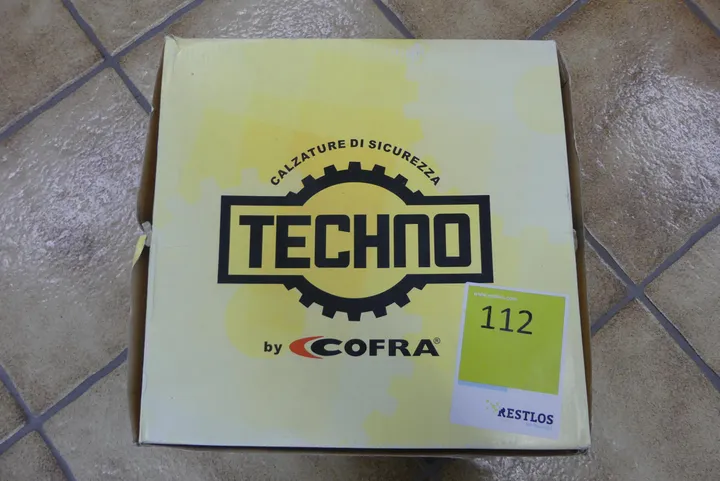 CALZATURE DI SICUREZZA
TECHNO
by COFRA®
112
RESTLOS